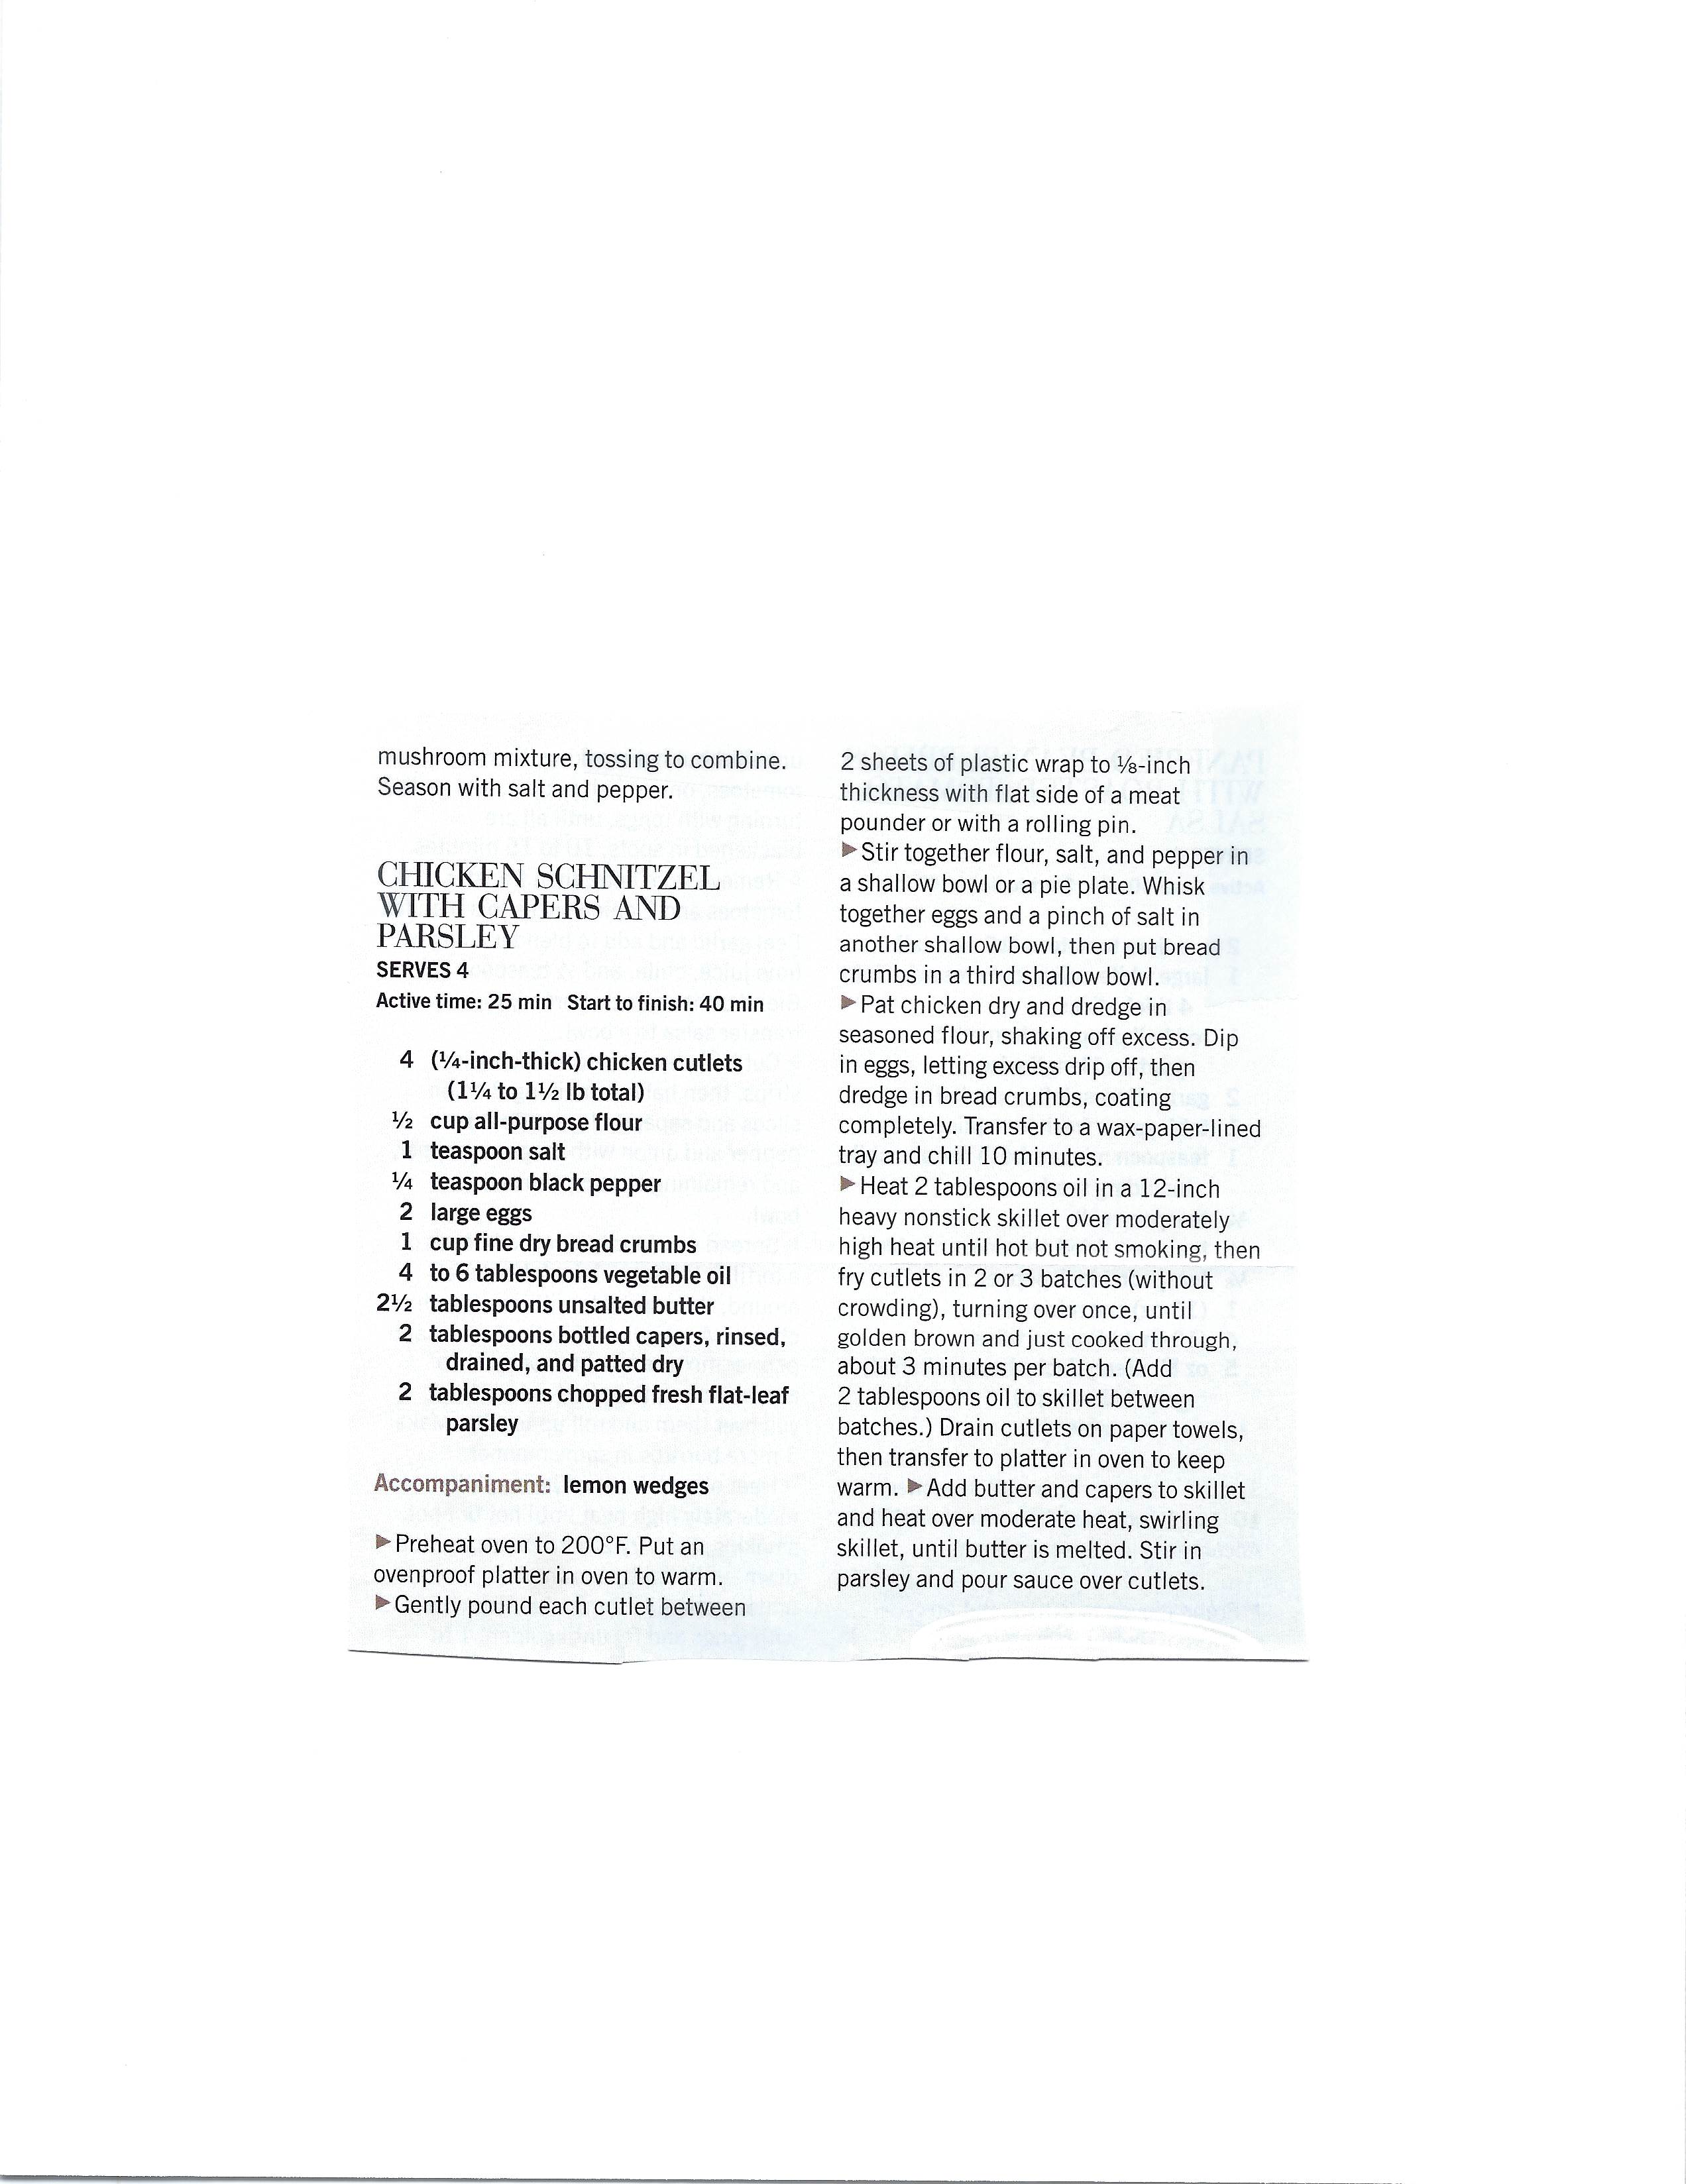 mushroom mixture, tossing to combine.
Season with salt and pepper.
CHICKEN SCHNITZEL
WITH CAPERS AND
PARSLEY
SERVES 4
Active time: 25 min Start to finish: 40 min
4 (¼-inch-thick) chicken cutlets
(1¼ to 1½ lb total)
½ cup all-purpose flour
1 teaspoon salt
¼ teaspoon black pepper
2 large eggs
1 cup fine dry bread crumbs
4 to 6 tablespoons vegetable oil
2½ tablespoons unsalted butter
2 tablespoons bottled capers, rinsed,
drained, and patted dry
2 tablespoons chopped fresh flat-leaf
parsley
Accompaniment: lemon wedges
▶Preheat oven to 200°F. Put an
ovenproof platter in oven to warm.
▶Gently pound each cutlet between
2 sheets of plastic wrap to ⅛-inch
thickness with flat side of a meat
pounder or with a rolling pin.
▶Stir together flour, salt, and pepper in
a shallow bowl or a pie plate. Whisk
together eggs and a pinch of salt in
another shallow bowl, then put bread
crumbs in a third shallow bowl.
▶Pat chicken dry and dredge in
seasoned flour, shaking off excess. Dip
in eggs, letting excess drip off, then
dredge in bread crumbs, coating
completely. Transfer to a wax-paper-lined
tray and chill 10 minutes.
▶Heat 2 tablespoons oil in a 12-inch
heavy nonstick skillet over moderately
high heat until hot but not smoking, then
fry cutlets in 2 or 3 batches (without
crowding), turning over once, until
golden brown and just cooked through,
about 3 minutes per batch. (Add
2 tablespoons oil to skillet between
batches.) Drain cutlets on paper towels,
then transfer to platter in oven to keep
warm. ▶Add butter and capers to skillet
and heat over moderate heat, swirling
skillet, until butter is melted. Stir in
parsley and pour sauce over cutlets.